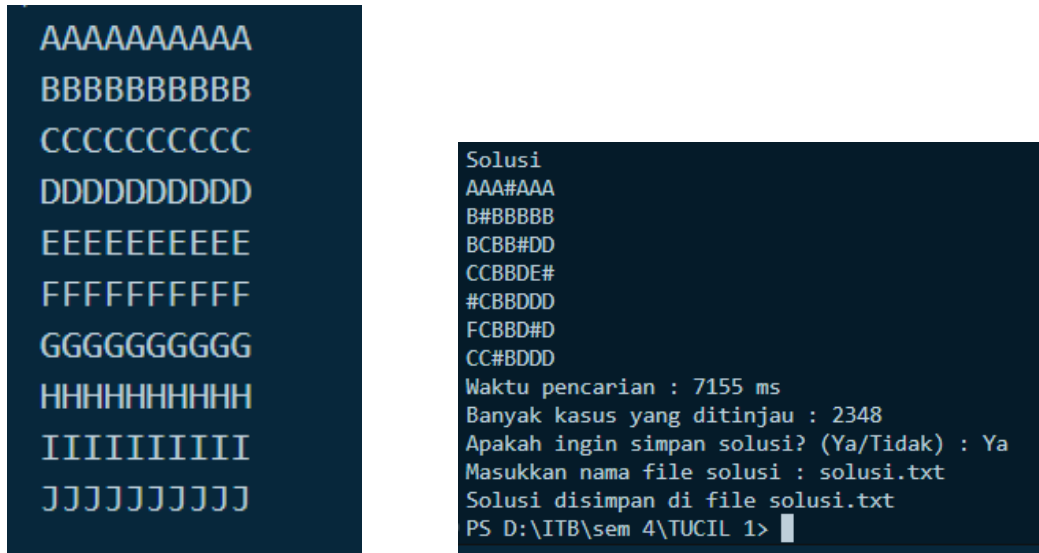 AAAAAAAAAA
BBBBBBBBBB
CCCCCCCCCC
DDDDDDDDDD
EEEEEEEEEE
FFFFFFFFFF
GGGGGGGGGG
HHHHHHHHHH
IIIIIIIIII
JJJJJJJJJJ
Solusi
AAA#AAA
B#BBBBB
BCBB#DD
CCBBDE#
#CBBDDD
FCBBD#D
CC#BDDD
Waktu pencarian : 7155 ms
Banyak kasus yang ditinjau : 2348
Apakah ingin simpan solusi? (Ya/Tidak) : Ya
Masukkan nama file solusi : solusi.txt
Solusi disimpan di file solusi.txt
PS D:\ITB\sem 4\TUCIL 1>